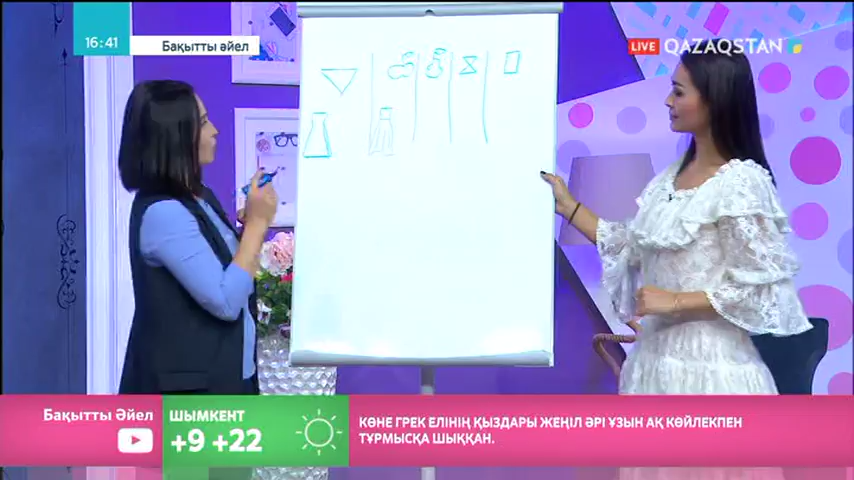 16:41
Бақытты әйел
LIVE QAZAQSTAN
Бақытты Әйел
ШЫМКЕНТ
+9 +22
КӨНЕ ГРЕК ЕЛІНІҢ ҚЫЗДАРЫ ЖЕҢІЛ ӘРІ ҰЗЫН АҚ КӨЙЛЕКПЕН
ТҰРМЫСҚА ШЫҚҚАН.